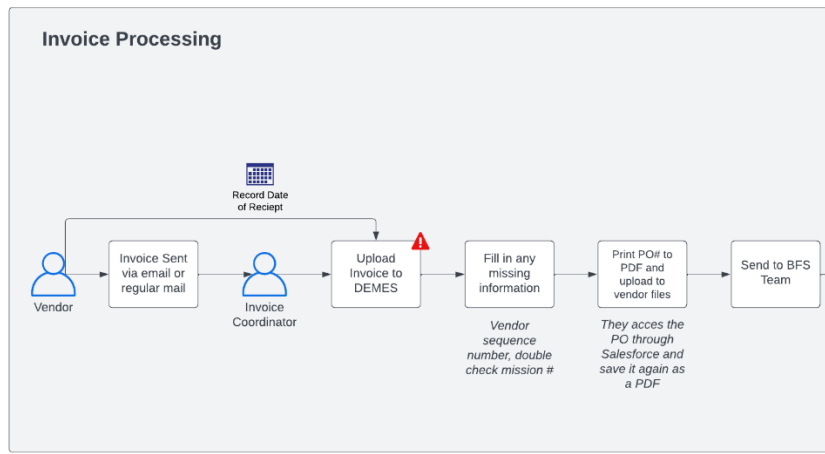 Invoice Processing
Record Date
of Reciept
Vendor
Invoice Sent
via email or
regular mail
Invoice
Coordinator
Upload
Invoice to
DEMES
Fill in any
missing
information
Vendor
sequence
number, double
check mission #
Print PO# to
PDF and
upload to
vendor files
They acces the
PO through
Salesforce and
save it again as
a PDF
Send to BFS
Team